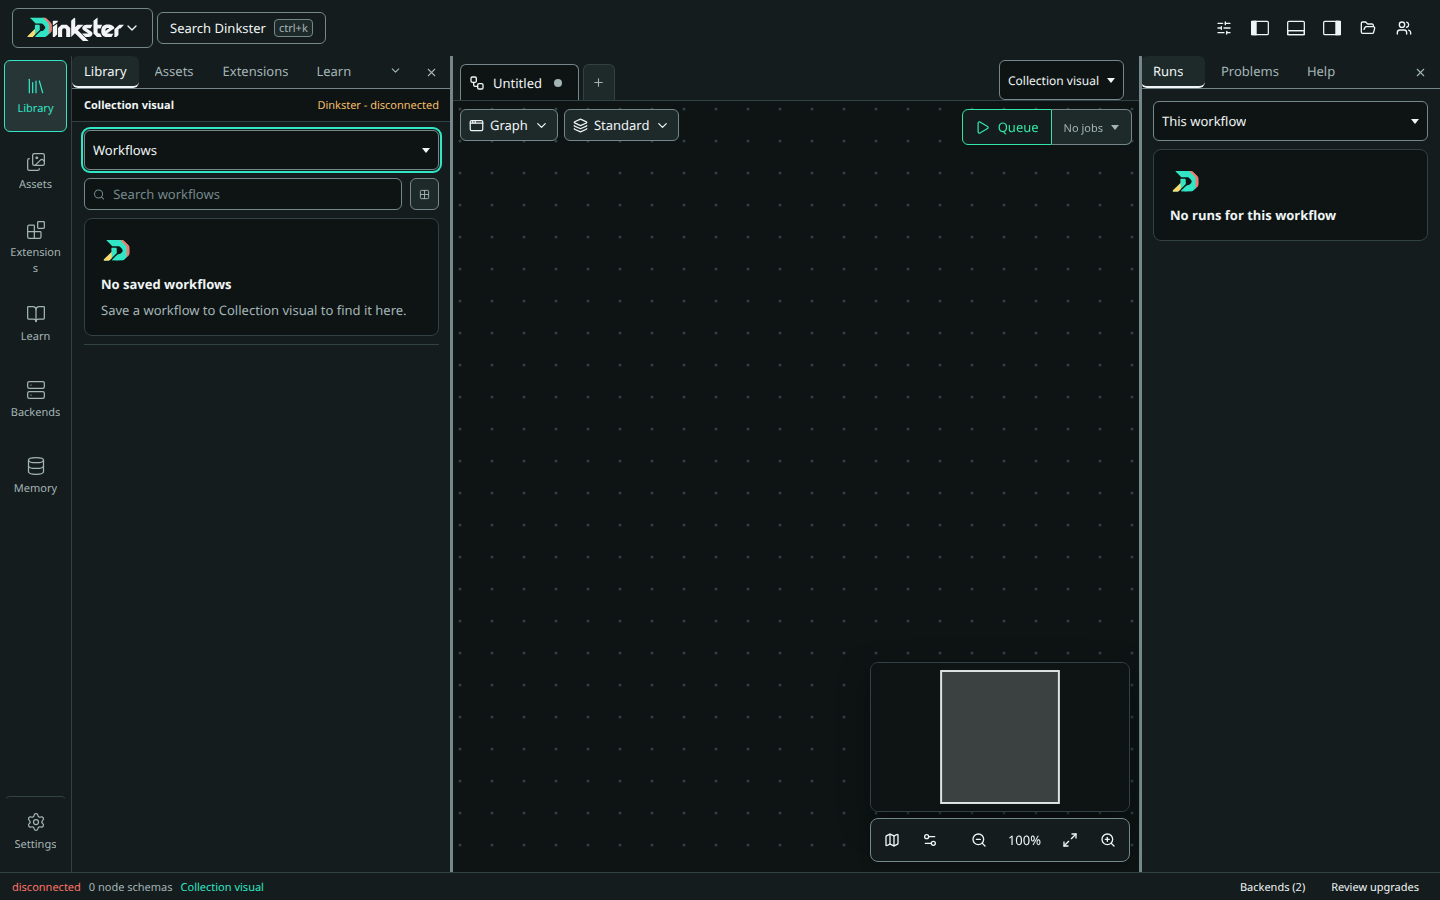 Dinkster
Search Dinkster ctrl+k
Library
Assets
Extensions
Learn
Library
Assets
Extension
s
Learn
Backends
Memory
Settings
Collection visual
Dinkster - disconnected
Workflows
Search workflows
No saved workflows
Save a workflow to Collection visual to find it here.
Untitled
Collection visual
Graph
Standard
Queue
No jobs
100%
Runs
Problems
Help
This workflow
No runs for this workflow
disconnected
0 node schemas
Collection visual
Backends (2)
Review upgrades